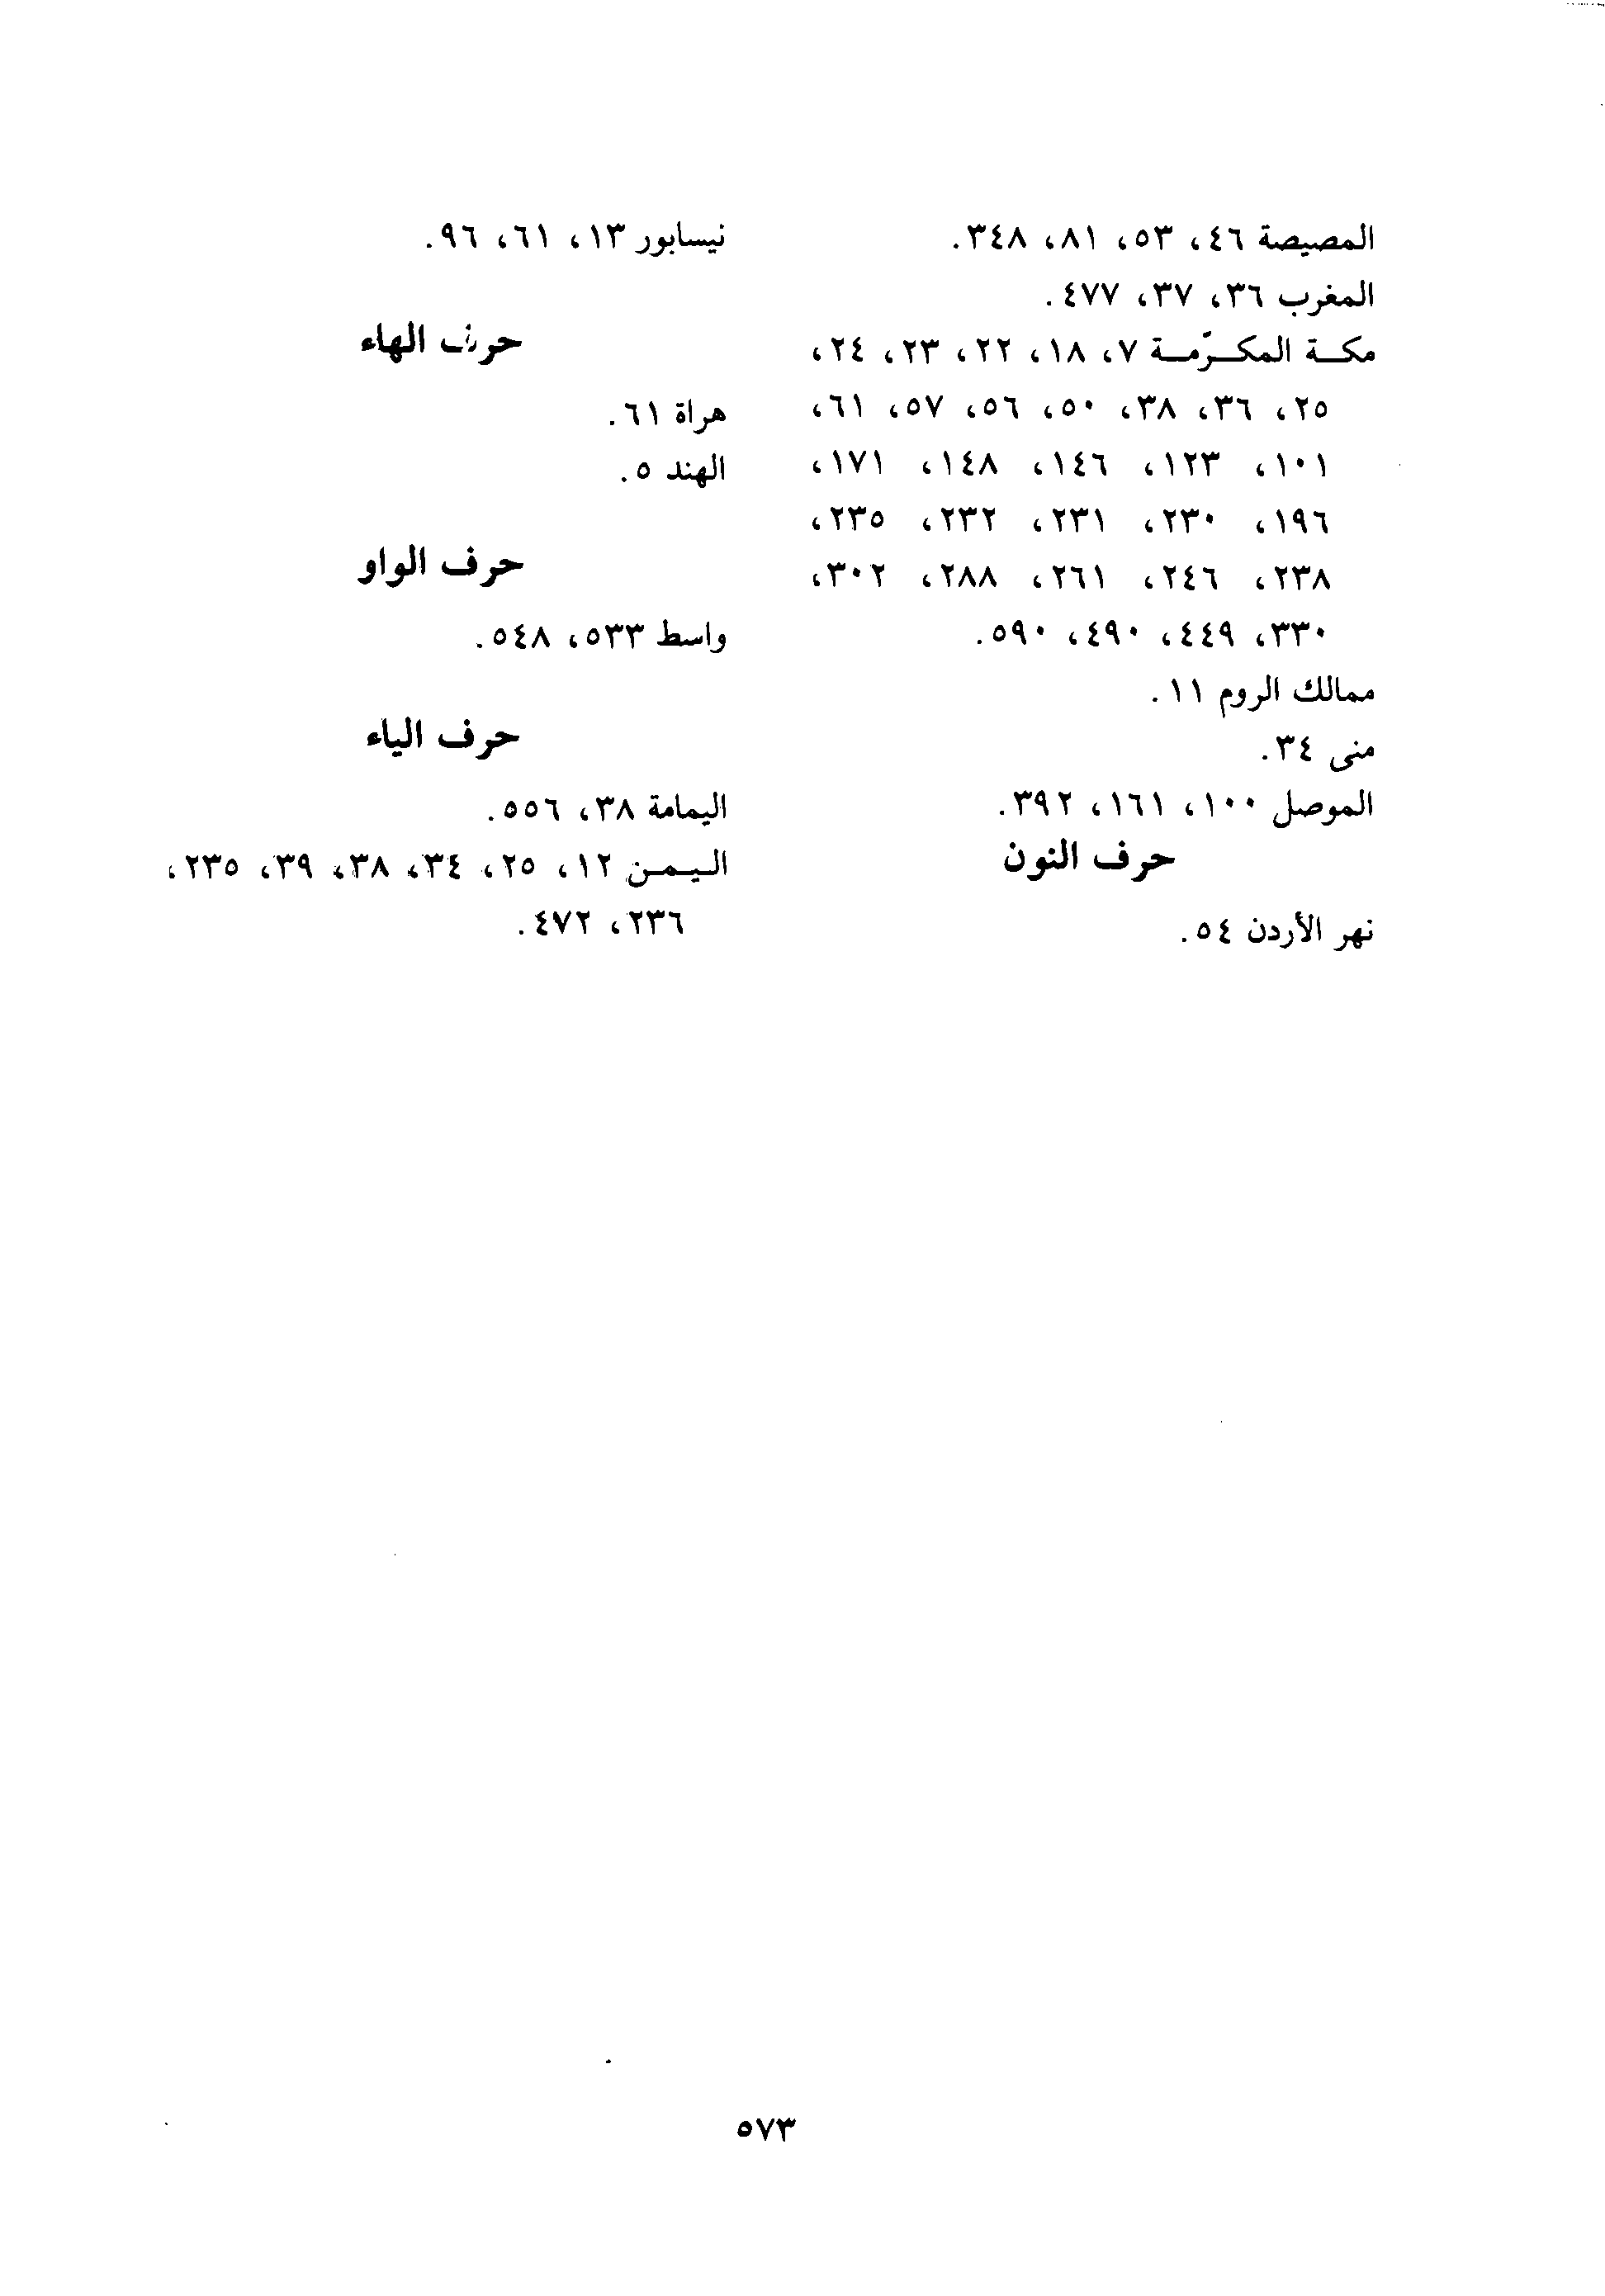 المصيصة ٤٦، ٥٣، ٨١، ٣٤٨.
المغرب ٣٦، ٣٧، ٤٧٧.
مكة المكرّمة ٧، ١٨، ٢٢، ٢٣، ٢٤،
٢٥، ٣٦، ٣٨، ٥٠، ٥٦، ٥٧، ٦١،
١٠١، ١٢٣، ١٤٦، ١٤٨، ١٧١،
١٩٦، ٢٣٠، ٢٣١، ٢٣٢، ٢٣٥،
٢٣٨، ٢٤٦، ٢٦١، ٢٨٨، ٣٠٢،
٣٣٠، ٤٤٩، ٤٩٠، ٥٩٠.
ممالك الروم ١١.
منى ٣٤.
الموصل ١٠٠، ١٦١، ٣٩٢.
حرف النون
نهر الأردن ٥٤.
نيسابور ١٣، ٦١، ٩٦.
حرف الهاء
هراة ٦١.
الهند ٥.
حرف الواو
واسط ٥٣٣، ٥٤٨.
حرف الياء
اليمامة ٣٨، ٥٥٦.
اليمن ١٢، ٢٥، ٣٤، ٣٨، ٣٩، ٢٣٥،
٢٣٦، ٤٧٢.
٥٧٣